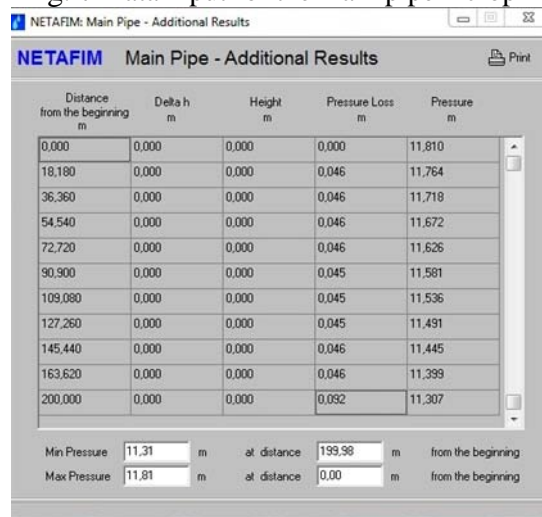 NETAFIM: Main Pipe - Additional Results
NETAFIM Main Pipe - Additional Results Print
Distance from the beginning m Delta h m Height m Pressure Loss m Pressure m
0,000 0,000 0,000 0,000 11,810
18,180 0,000 0,000 0,046 11,764
36,360 0,000 0,000 0,046 11,718
54,540 0,000 0,000 0,046 11,672
72,720 0,000 0,000 0,046 11,626
90,900 0,000 0,000 0,045 11,581
109,080 0,000 0,000 0,045 11,536
127,260 0,000 0,000 0,045 11,491
145,440 0,000 0,000 0,046 11,445
163,620 0,000 0,000 0,046 11,399
200,000 0,000 0,000 0,092 11,307
Min Pressure 11,31 m at distance 199,98 m from the beginning
Max Pressure 11,81 m at distance 0,00 m from the beginning